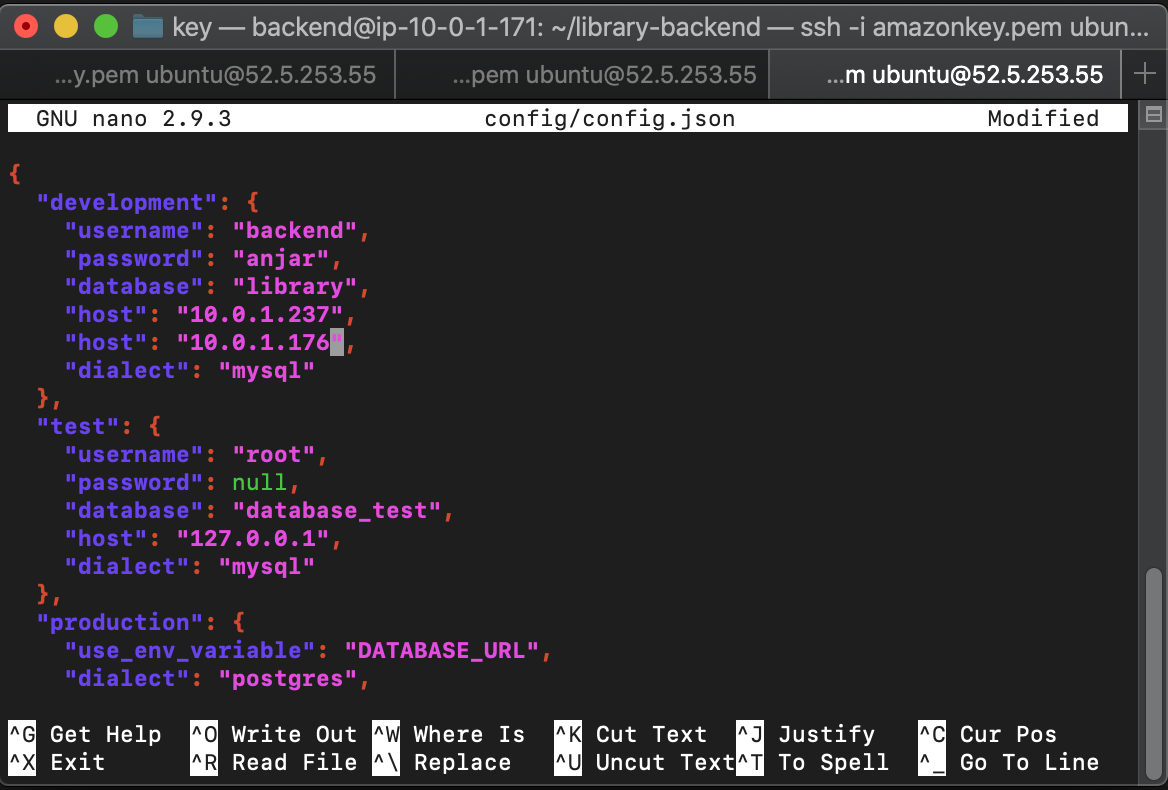 key — backend@ip-10-0-1-171: ~/library-backend — ssh -i amazonkey.pem ubun...
...y.pem ubuntu@52.5.253.55 ...pem ubuntu@52.5.253.55 ...m ubuntu@52.5.253.55 +
GNU nano 2.9.3 config/config.json Modified
{
  "development": {
    "username": "backend",
    "password": "anjar",
    "database": "library",
    "host": "10.0.1.237",
    "host": "10.0.1.176",
    "dialect": "mysql"
  },
  "test": {
    "username": "root",
    "password": null,
    "database": "database_test",
    "host": "127.0.0.1",
    "dialect": "mysql"
  },
  "production": {
    "use_env_variable": "DATABASE_URL",
    "dialect": "postgres",
^G Get Help ^O Write Out ^W Where Is ^K Cut Text ^J Justify ^C Cur Pos
^X Exit ^R Read File ^\ Replace ^U Uncut Text ^T To Spell ^_ Go To Line